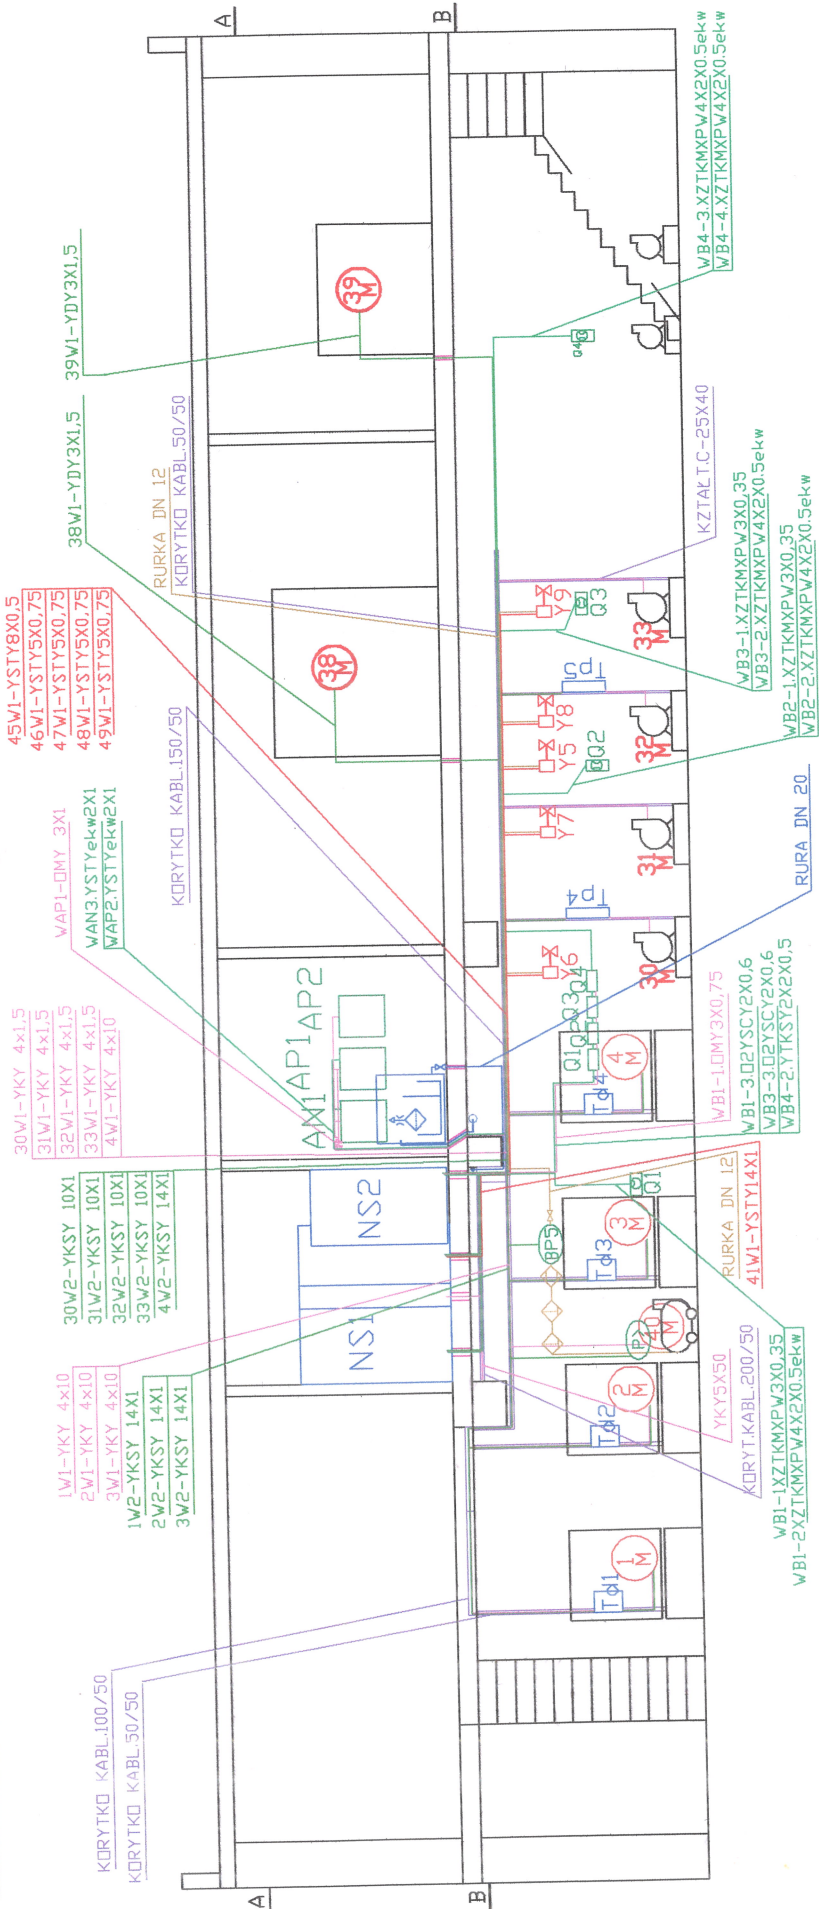 A
B
39W1-YDY3X1,5
38W1-YDY3X1,5
RURKA DN 12
KORYTKO KABL.50/50
45W1-YSTY8X0,5
46W1-YSTY5X0,75
47W1-YSTY5X0,75
48W1-YSTY5X0,75
49W1-YSTY5X0,75
KORYTKO KABL.150/50
WAP1-OMY 3X1
WAN3.YSTYekw2X1
WAP2.YSTYekw2X1
30W1-YKY 4x1,5
31W1-YKY 4x1,5
32W1-YKY 4x1,5
33W1-YKY 4x1,5
4W1-YKY 4x10
30W2-YKSY 10X1
31W2-YKSY 10X1
32W2-YKSY 10X1
33W2-YKSY 10X1
4W2-YKSY 14X1
1W1-YKY 4x10
2W1-YKY 4x10
3W1-YKY 4x10
1W2-YKSY 14X1
2W2-YKSY 14X1
3W2-YKSY 14X1
KORYTKO KABL.100/50
KORYTKO KABL.50/50
A
B
39
M
38
M
AP1
AP2
NS2
NS1
Td1
1
M
Td2
2
M
P
40
M
BP5
Td3
3
M
Q1
Td4
4
M
Q1
Q2
Q3
Q4
Y6
30
M
Tp4
Y7
31
M
Y5
Y8
Q2
32
M
Tp5
Y9
Q3
33
M
Q4
WB4-3.XZTKMXPW4X2X0.5ekw
WB4-4.XZTKMXPW4X2X0.5ekw
KZTAŁT.C-25X40
WB3-1.XZTKMXPW3X0,35
WB3-2.XZTKMXPW4X2X0.5ekw
WB2-1.XZTKMXPW3X0,35
WB2-2.XZTKMXPW4X2X0.5ekw
RURA DN 20
WB1-1.OMY3X0,75
WB1-3.O2YSCY2X0,6
WB3-3.O2YSCY2X0,6
WB4-2.YTKSY2X2X0,5
RURKA DN 12
41W1-YSTY14X1
YKY5X50
KORYT.KABL.200/50
WB1-1XZTKMXPW3X0,35
WB1-2XZTKMXPW4X2X0.5ekw